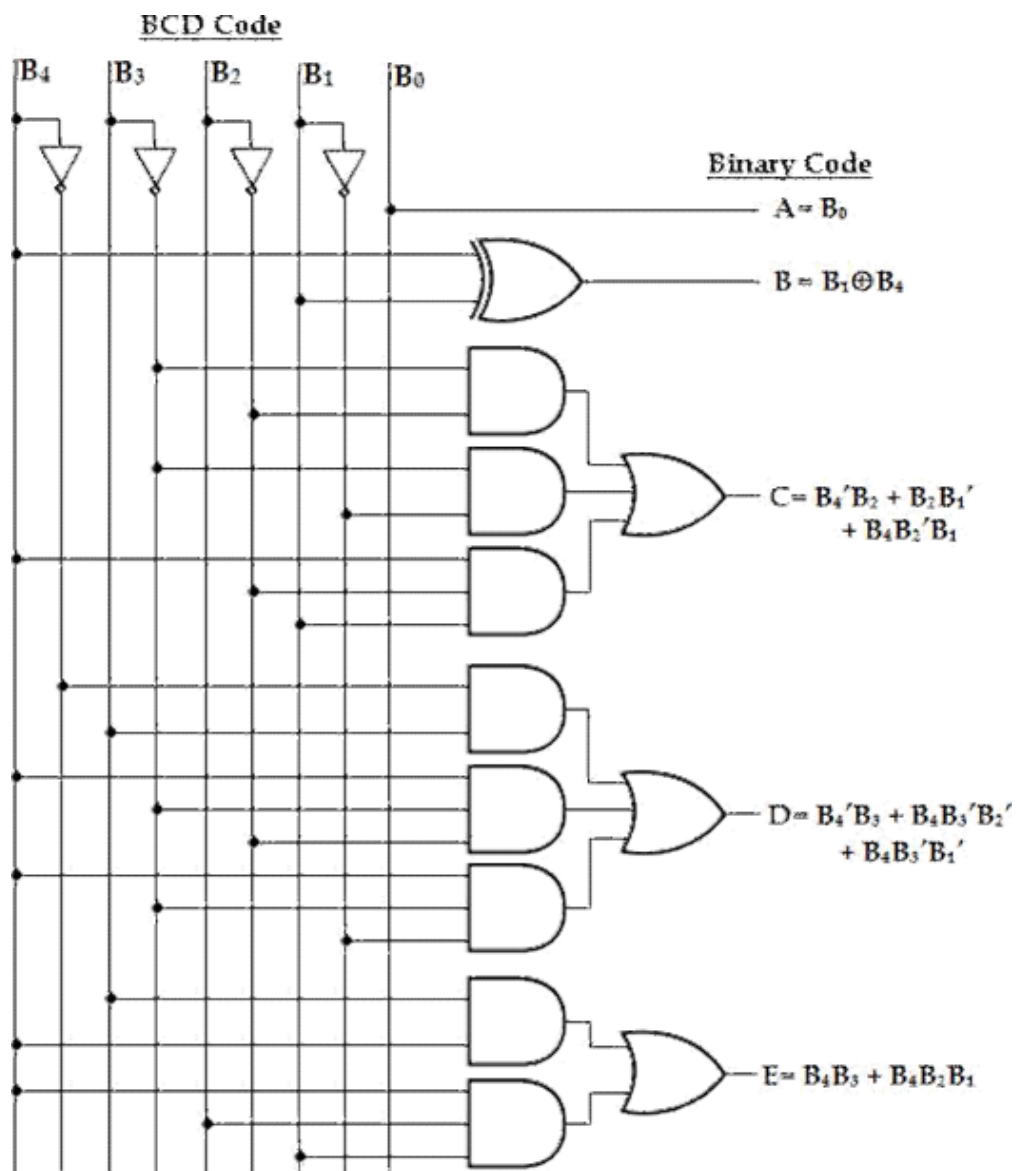 BCD Code
B₄ B₃ B₂ B₁ B₀
Binary Code
A = B₀
B = B₁⊕B₄
C = B₄′B₂ + B₂B₁′
+ B₄B₂′B₁
D = B₄′B₃ + B₄B₃′B₂′
+ B₄B₃′B₁′
E = B₄B₃ + B₄B₂B₁